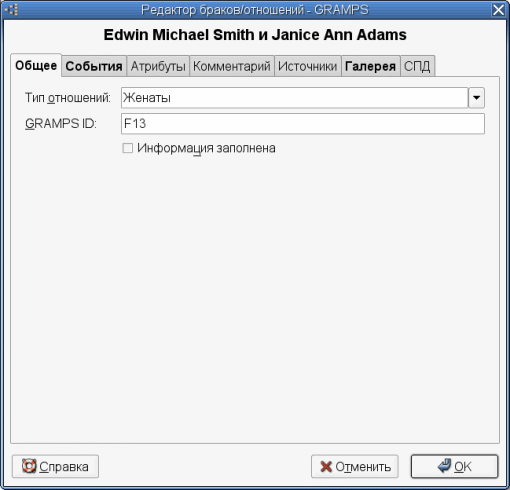 Редактор браков/отношений - GRAMPS
Edwin Michael Smith и Janice Ann Adams
Общее События Атрибуты Комментарий Источники Галерея СПД
Тип отношений: Женаты
GRAMPS ID: F13
Информация заполнена
Справка Отменить OK